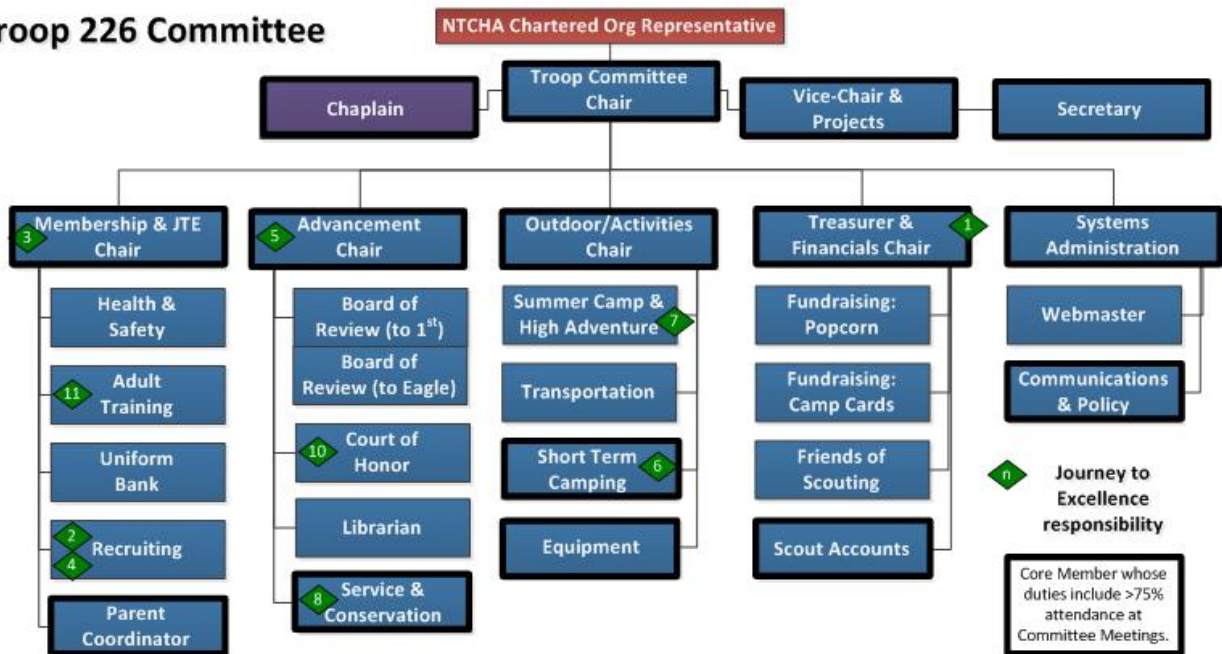 roop 226 Committee
NTCHA Chartered Org Representative
Troop Committee
Chair
Chaplain
Vice-Chair &
Projects
Secretary
3
Membership & JTE
Chair
5
Advancement
Chair
Outdoor/Activities
Chair
Treasurer &
Financials Chair
1
Systems
Administration
Health &
Safety
11
Adult
Training
Uniform
Bank
2
4
Recruiting
Parent
Coordinator
Board of
Review (to 1st)
Board of
Review (to Eagle)
10
Court of
Honor
Librarian
8
Service &
Conservation
Summer Camp &
High Adventure
7
Transportation
Short Term
Camping
6
Equipment
Fundraising:
Popcorn
Fundraising:
Camp Cards
Friends of
Scouting
Scout Accounts
Webmaster
Communications
& Policy
n
Journey to
Excellence
responsibility
Core Member whose
duties include >75%
attendance at
Committee Meetings.